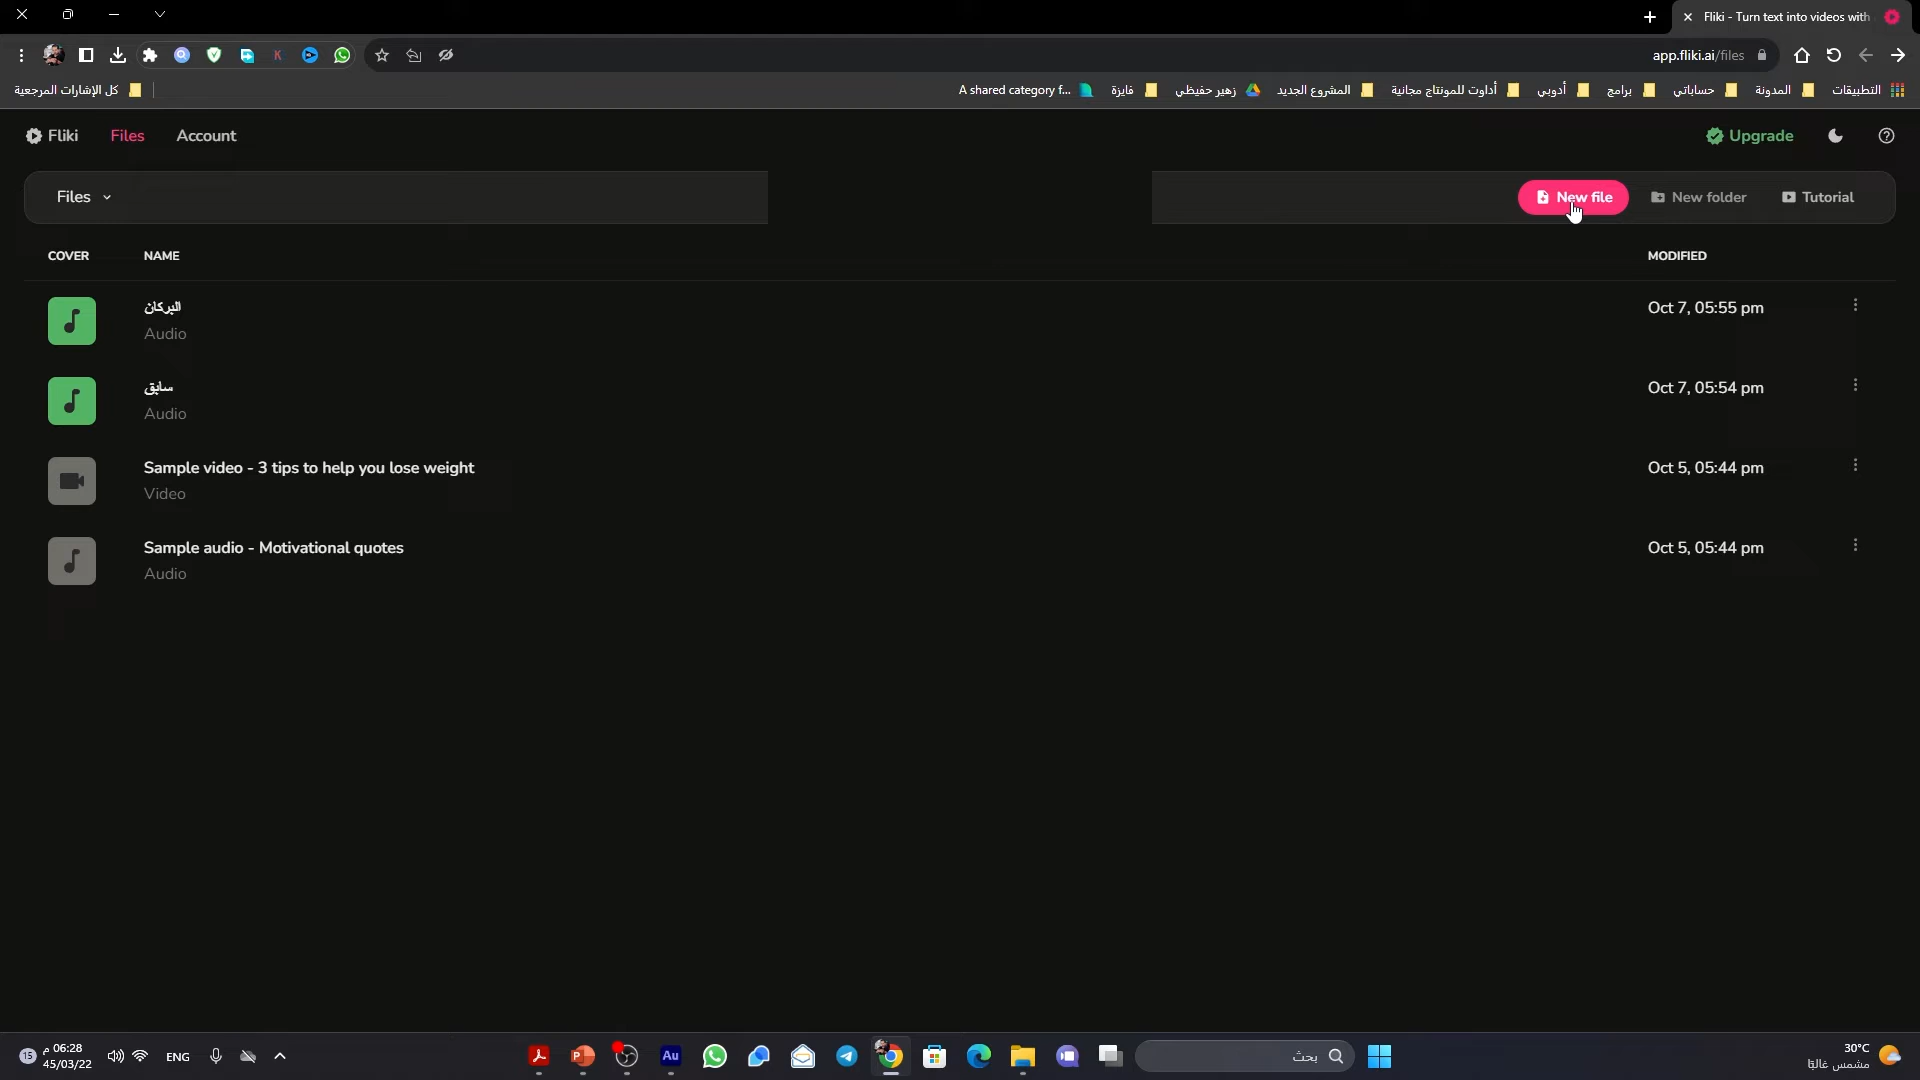 Fliki - Turn text into videos with
app.fliki.ai/files
التطبيقات
المدونة
حساباتي
برامج
أدوبي
أداوت للمونتاج مجانية
المشروع الجديد
زهير حفيظي
فايزة
A shared category f...
كل الإشارات المرجعية
Fliki Files Account
Upgrade
Files
New file New folder Tutorial
COVER NAME MODIFIED
البركان
Oct 7, 05:55 pm
Audio
سابق
Oct 7, 05:54 pm
Audio
Sample video - 3 tips to help you lose weight
Oct 5, 05:44 pm
Video
Sample audio - Motivational quotes
Oct 5, 05:44 pm
Audio
15
06:28 م
45/03/22
ENG
Au
بحث
30°C
مشمس غالبًا